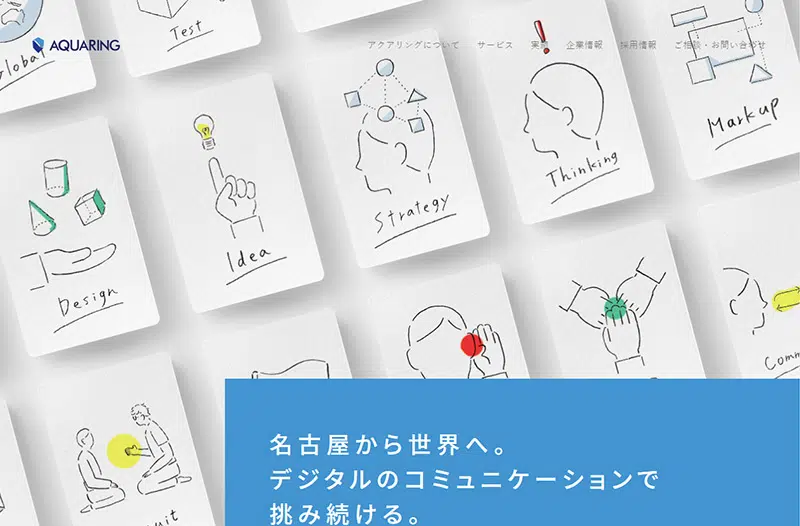 Test
AQUARING
アクアリングについて サービス 実績 企業情報 採用情報 ご相談・お問い合わせ
Global
Markup
Thinking
Strategy
Idea
Design
名古屋から世界へ。
デジタルのコミュニケーションで
挑み続ける。